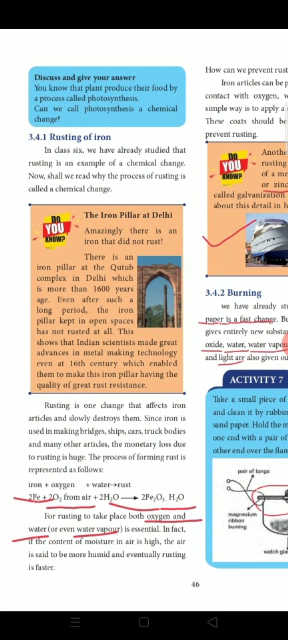 Discuss and give your answer
You know that plant produce their food by
a process called photosynthesis.
Can we call photosynthesis a chemical
change?
3.4.1 Rusting of iron
In class six, we have already studied that
rusting is an example of a chemical change.
Now, shall we read why the process of rusting is
called a chemical change.
DO
YOU
KNOW?
The Iron Pillar at Delhi
Amazingly there is an
iron that did not rust!
There is an
iron pillar at the Qutub
complex in Delhi which
is more than 1600 years
age. Even after such a
long period, the iron
pillar kept in open spaces
has not rusted at all. This
shows that Indian scientists made great
advances in metal making technology
even at 16th century which enabled
them to make this iron pillar having the
quality of great rust resistance.
Rusting is one change that affects iron
articles and slowly destroys them. Since iron is
used in making bridges, ships, cars, truck bodies
and many other articles, the monetary loss due
to rusting is huge. The process of forming rust is
represented as follows:
iron + oxygen + water→rust
2Fe + 2O₂ from air + 2H₂O ⟶ 2Fe₂O₃ H₂O
For rusting to take place both oxygen and
water (or even water vapour) is essential. In fact,
if the content of moisture in air is high, the air
is said to be more humid and eventually rusting
is faster.
How can we prevent rust
Iron articles can be p
contact with oxygen, w
simple way is to apply a
These coats should be
prevent rusting.
DO
YOU
KNOW?
Anothe
rusting
of a me
or zinc
called galvanization
about this detail in h
3.4.2 Burning
we have already st
paper is a fast change. Bu
gives entirely new substan
oxide, water, water vapou
and light are also given ou
ACTIVITY 7
Take a small piece of
and clean it by rubbin
sand paper. Hold the m
one end with a pair of
other end over the flam
pair of tongs
magnesium
ribbon
burning
watch gla
46